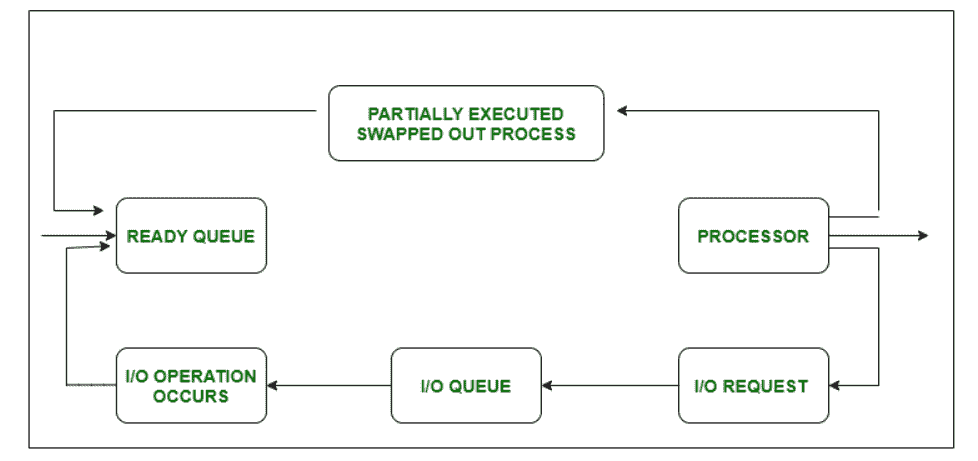 PARTIALLY EXECUTED
SWAPPED OUT PROCESS
READY QUEUE
PROCESSOR
I/O OPERATION
OCCURS
I/O QUEUE
I/O REQUEST